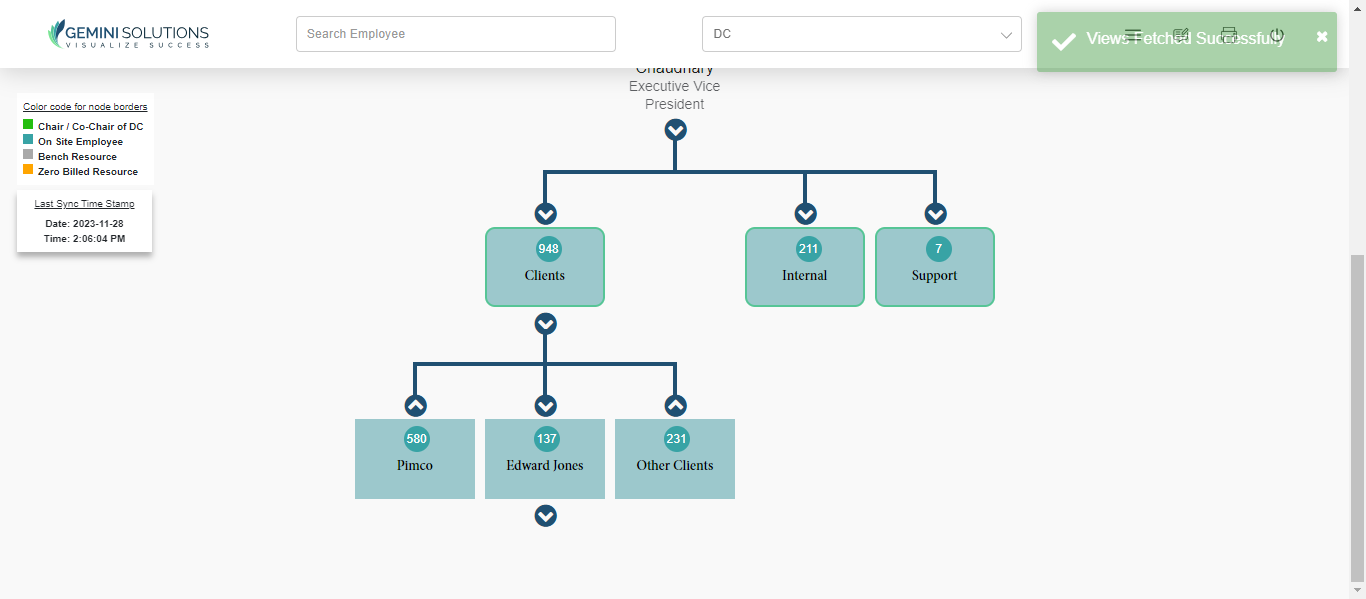 GEMINI SOLUTIONS
VISUALIZE SUCCESS
Search Employee
DC
Views Fetched Successfully
Chaudhary
Executive Vice
President
Color code for node borders
Chair / Co-Chair of DC
On Site Employee
Bench Resource
Zero Billed Resource
Last Sync Time Stamp
Date: 2023-11-28
Time: 2:06:04 PM
948
Clients
211
Internal
7
Support
580
Pimco
137
Edward Jones
231
Other Clients